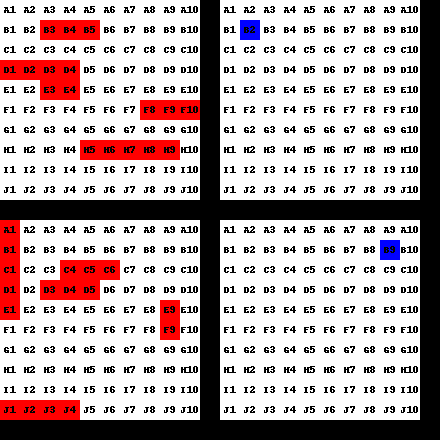 A1 A2 A3 A4 A5 A6 A7 A8 A9 A10
B1 B2 B3 B4 B5 B6 B7 B8 B9 B10
C1 C2 C3 C4 C5 C6 C7 C8 C9 C10
D1 D2 D3 D4 D5 D6 D7 D8 D9 D10
E1 E2 E3 E4 E5 E6 E7 E8 E9 E10
F1 F2 F3 F4 F5 F6 F7 F8 F9 F10
G1 G2 G3 G4 G5 G6 G7 G8 G9 G10
H1 H2 H3 H4 H5 H6 H7 H8 H9 H10
I1 I2 I3 I4 I5 I6 I7 I8 I9 I10
J1 J2 J3 J4 J5 J6 J7 J8 J9 J10
A1 A2 A3 A4 A5 A6 A7 A8 A9 A10
B1 B2 B3 B4 B5 B6 B7 B8 B9 B10
C1 C2 C3 C4 C5 C6 C7 C8 C9 C10
D1 D2 D3 D4 D5 D6 D7 D8 D9 D10
E1 E2 E3 E4 E5 E6 E7 E8 E9 E10
F1 F2 F3 F4 F5 F6 F7 F8 F9 F10
G1 G2 G3 G4 G5 G6 G7 G8 G9 G10
H1 H2 H3 H4 H5 H6 H7 H8 H9 H10
I1 I2 I3 I4 I5 I6 I7 I8 I9 I10
J1 J2 J3 J4 J5 J6 J7 J8 J9 J10
A1 A2 A3 A4 A5 A6 A7 A8 A9 A10
B1 B2 B3 B4 B5 B6 B7 B8 B9 B10
C1 C2 C3 C4 C5 C6 C7 C8 C9 C10
D1 D2 D3 D4 D5 D6 D7 D8 D9 D10
E1 E2 E3 E4 E5 E6 E7 E8 E9 E10
F1 F2 F3 F4 F5 F6 F7 F8 F9 F10
G1 G2 G3 G4 G5 G6 G7 G8 G9 G10
H1 H2 H3 H4 H5 H6 H7 H8 H9 H10
I1 I2 I3 I4 I5 I6 I7 I8 I9 I10
J1 J2 J3 J4 J5 J6 J7 J8 J9 J10
A1 A2 A3 A4 A5 A6 A7 A8 A9 A10
B1 B2 B3 B4 B5 B6 B7 B8 B9 B10
C1 C2 C3 C4 C5 C6 C7 C8 C9 C10
D1 D2 D3 D4 D5 D6 D7 D8 D9 D10
E1 E2 E3 E4 E5 E6 E7 E8 E9 E10
F1 F2 F3 F4 F5 F6 F7 F8 F9 F10
G1 G2 G3 G4 G5 G6 G7 G8 G9 G10
H1 H2 H3 H4 H5 H6 H7 H8 H9 H10
I1 I2 I3 I4 I5 I6 I7 I8 I9 I10
J1 J2 J3 J4 J5 J6 J7 J8 J9 J10